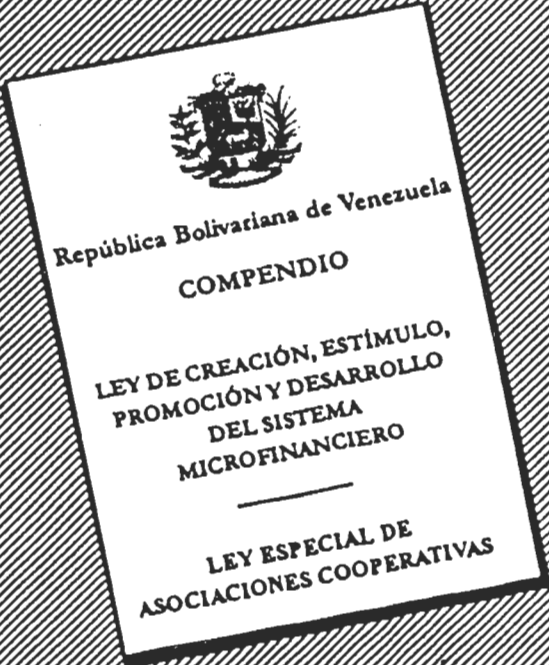 República Bolivariana de Venezuela
COMPENDIO
LEY DE CREACIÓN, ESTÍMULO,
PROMOCIÓN Y DESARROLLO
DEL SISTEMA
MICROFINANCIERO
LEY ESPECIAL DE
ASOCIACIONES COOPERATIVAS